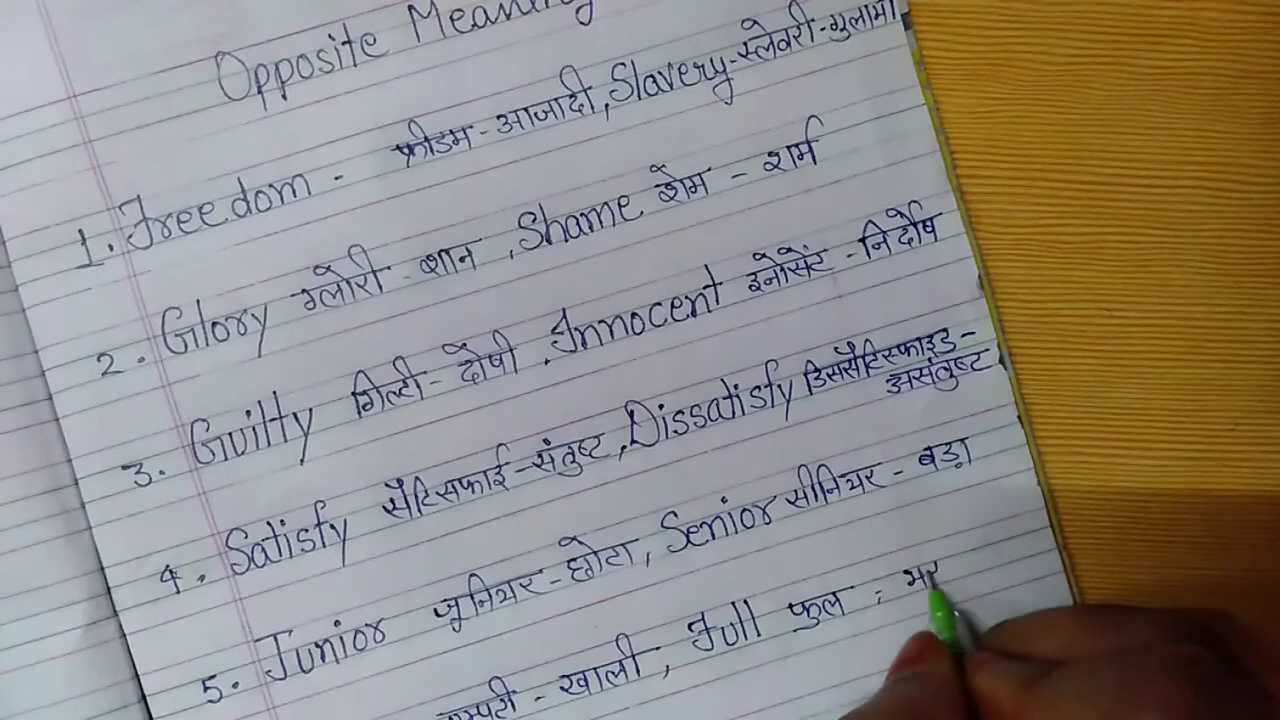 Opposite Meaning
1. Freedom - फ्रीडम - आजादी, Slavery - स्लेवरी - गुलामी
2. Glory ग्लोरी - शान, Shame शेम - शर्म
3. Guilty गिल्टी - दोषी, Innocent इनोसेंट - निर्दोष
4. Satisfy सैटिसफाई - संतुष्ट, Dissatisfy डिससैटिस्फाइड -
असंतुष्ट
5. Junior जूनियर - छोटा, Senior सीनियर - बड़ा
- खाली, Full फुल : भर